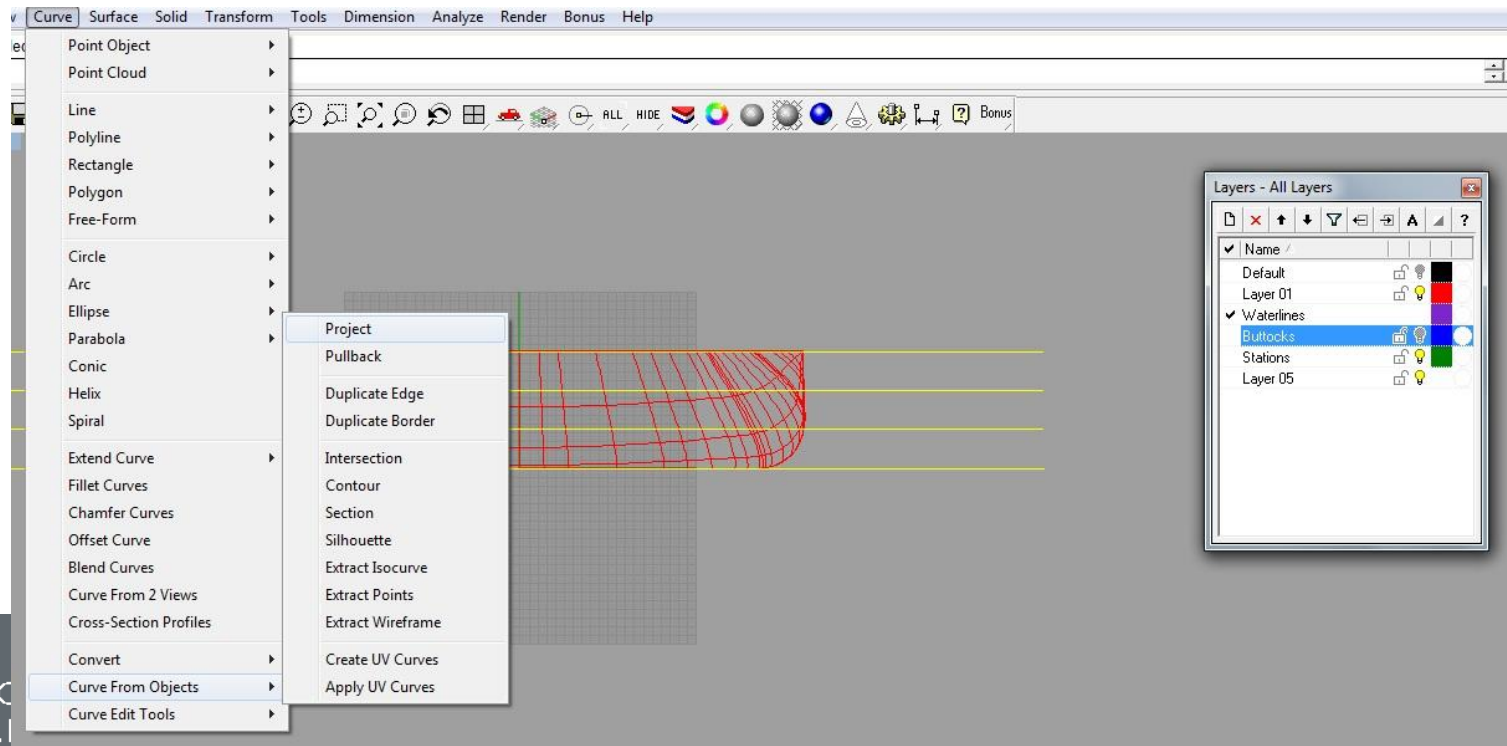 Curve Surface Solid Transform Tools Dimension Analyze Render Bonus Help
Point Object
Point Cloud
Line
Polyline
Rectangle
Polygon
Free-Form
Circle
Arc
Ellipse
Parabola
Conic
Helix
Spiral
Extend Curve
Fillet Curves
Chamfer Curves
Offset Curve
Blend Curves
Curve From 2 Views
Cross-Section Profiles
Convert
Curve From Objects
Curve Edit Tools
Project
Pullback
Duplicate Edge
Duplicate Border
Intersection
Contour
Section
Silhouette
Extract Isocurve
Extract Points
Extract Wireframe
Create UV Curves
Apply UV Curves
ALL HIDE ? Bonus
Layers - All Layers
A ?
Name
Default
Layer 01
Waterlines
Buttocks
Stations
Layer 05